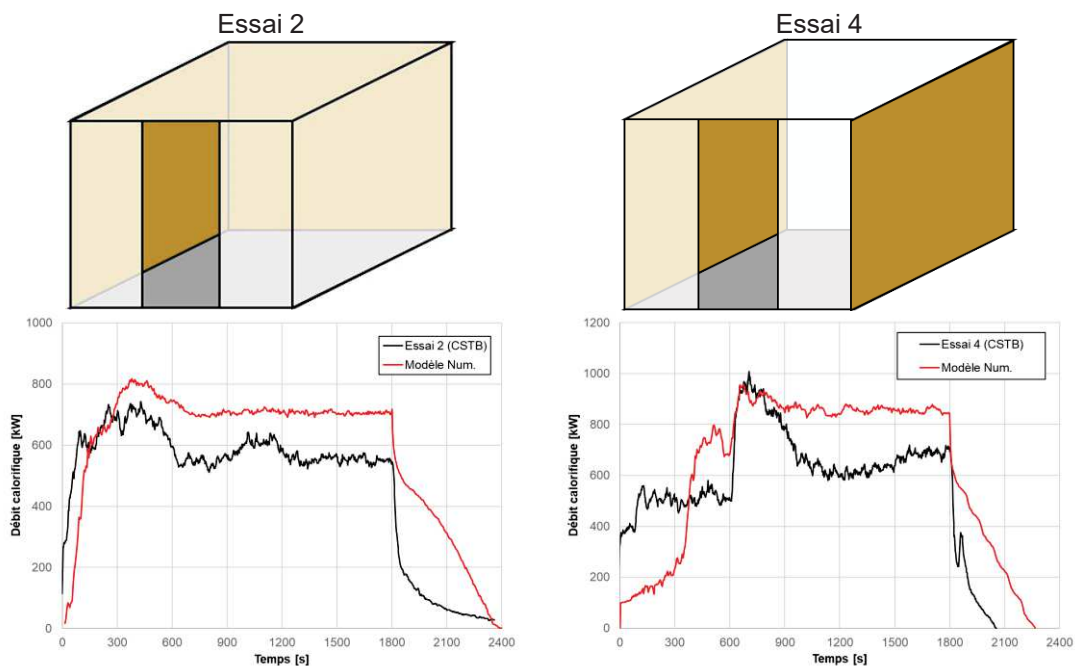 Essai 2
Essai 4
1000
800
600
400
200
0
Débit calorifique [kW]
Essai 2 (CSTB)
Modèle Num.
0 300 600 900 1200 1500 1800 2100 2400
Temps [s]
1200
1000
800
600
400
200
0
Débit calorifique [kW]
Essai 4 (CSTB)
Modèle Num.
0 300 600 900 1200 1500 1800 2100 2400
Temps [s]